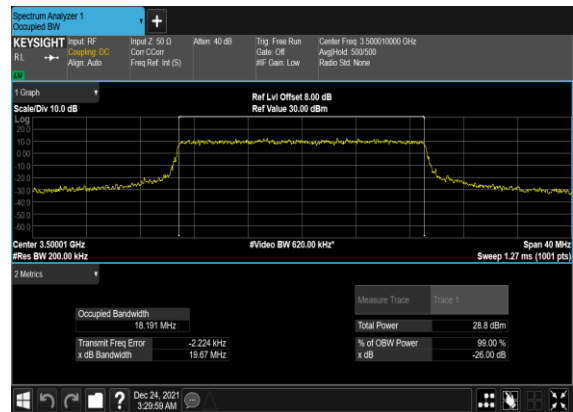 Spectrum Analyzer 1
Occupied BW
+
KEYSIGHT Input: RF Input Z: 50 Ω Atten: 40 dB Trig: Free Run Center Freq: 3.500010000 GHz
RL Coupling: DC Corr CCorr Gate: Off Avg|Hold: 500/500
Align: Auto Freq Ref: Int (S) #IF Gain: Low Radio Std: None
LW
1 Graph
Ref Lvl Offset 8.00 dB
Scale/Div 10.0 dB Ref Value 30.00 dBm
Log
20.0
10.0
0.00
-10.0
-20.0
-30.0
-40.0
-50.0
-60.0
Center 3.50001 GHz #Video BW 620.00 kHz* Span 40 MHz
#Res BW 200.00 kHz Sweep 1.27 ms (1001 pts)
2 Metrics
Measure Trace Trace 1
Occupied Bandwidth
18.191 MHz Total Power 28.8 dBm
Transmit Freq Error -2.224 kHz % of OBW Power 99.00 %
x dB Bandwidth 19.67 MHz x dB -26.00 dB
? Dec 24, 2021
3:29:59 AM